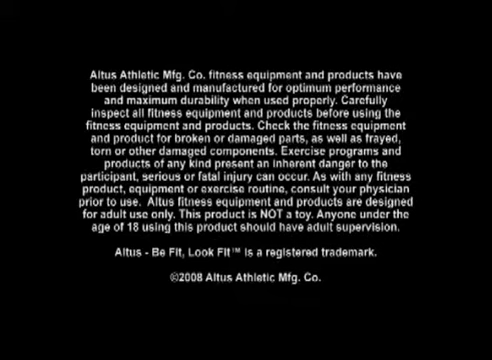 Altus Athletic Mfg. Co. fitness equipment and products have
been designed and manufactured for optimum performance
and maximum durability when used properly. Carefully
inspect all fitness equipment and products before using the
fitness equipment and products. Check the fitness equipment
and product for broken or damaged parts, as well as frayed,
torn or other damaged components. Exercise programs and
products of any kind present an inherent danger to the
participant, serious or fatal injury can occur. As with any fitness
product, equipment or exercise routine, consult your physician
prior to use. Altus fitness equipment and products are designed
for adult use only. This product is NOT a toy. Anyone under the
age of 18 using this product should have adult supervision.
Altus - Be Fit, Look Fit™ is a registered trademark.
©2008 Altus Athletic Mfg. Co.